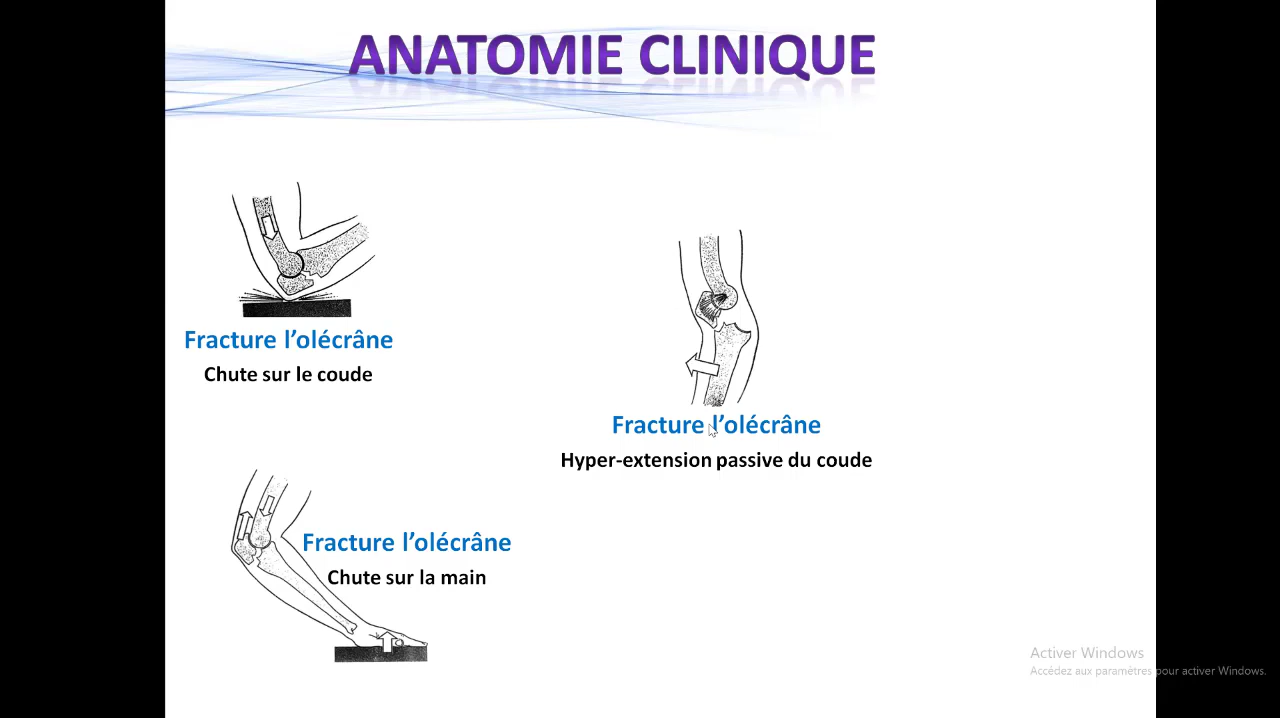 ANATOMIE CLINIQUE
Fracture l'olécrâne
Chute sur le coude
Fracture l'olécrâne
Hyper-extension passive du coude
Fracture l'olécrâne
Chute sur la main
Activer Windows
Accédez aux paramètres pour activer Windows.